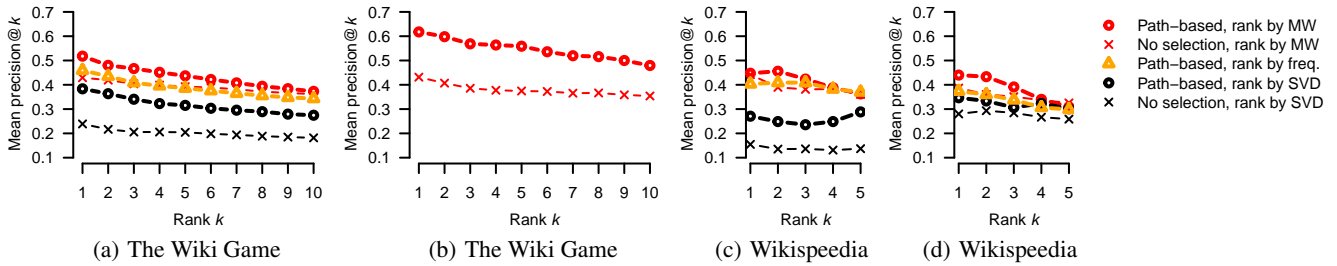 Mean precision@k
0.7
0.6
0.5
0.4
0.3
0.2
0.1
1 2 3 4 5 6 7 8 9 10
Rank k
(a) The Wiki Game
Mean precision@k
0.7
0.6
0.5
0.4
0.3
0.2
0.1
1 2 3 4 5 6 7 8 9 10
Rank k
(b) The Wiki Game
Mean precision@k
0.7
0.6
0.5
0.4
0.3
0.2
0.1
1 2 3 4 5
Rank k
(c) Wikispeedia
Mean precision@k
0.7
0.6
0.5
0.4
0.3
0.2
0.1
1 2 3 4 5
Rank k
(d) Wikispeedia
Path−based, rank by MW
No selection, rank by MW
Path−based, rank by freq.
Path−based, rank by SVD
No selection, rank by SVD